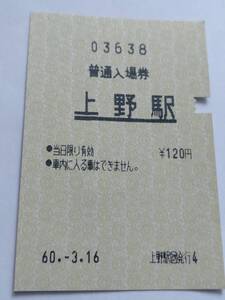 03638
普通入場券
上野駅
●当日限り有効 ¥120円
●車内に入る事はできません。
60.-3.16 上野駅発行4